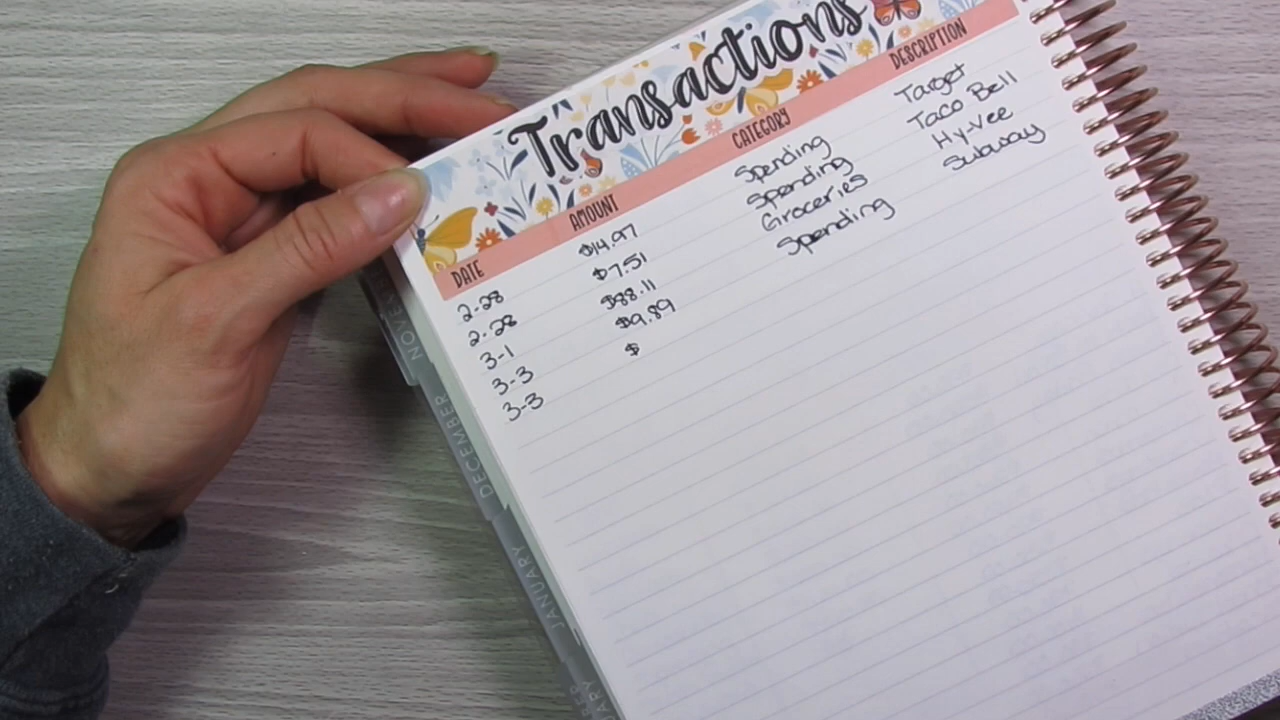 Transactions
DATE AMOUNT CATEGORY DESCRIPTION
2-28 $14.97 Spending Target
2-28 $7.51 Spending Taco Bell
3-1 $88.11 Groceries Hy-Vee
3-3 $9.89 Spending Subway
3-3 $
NOVE
DECEMBER
JANUARY